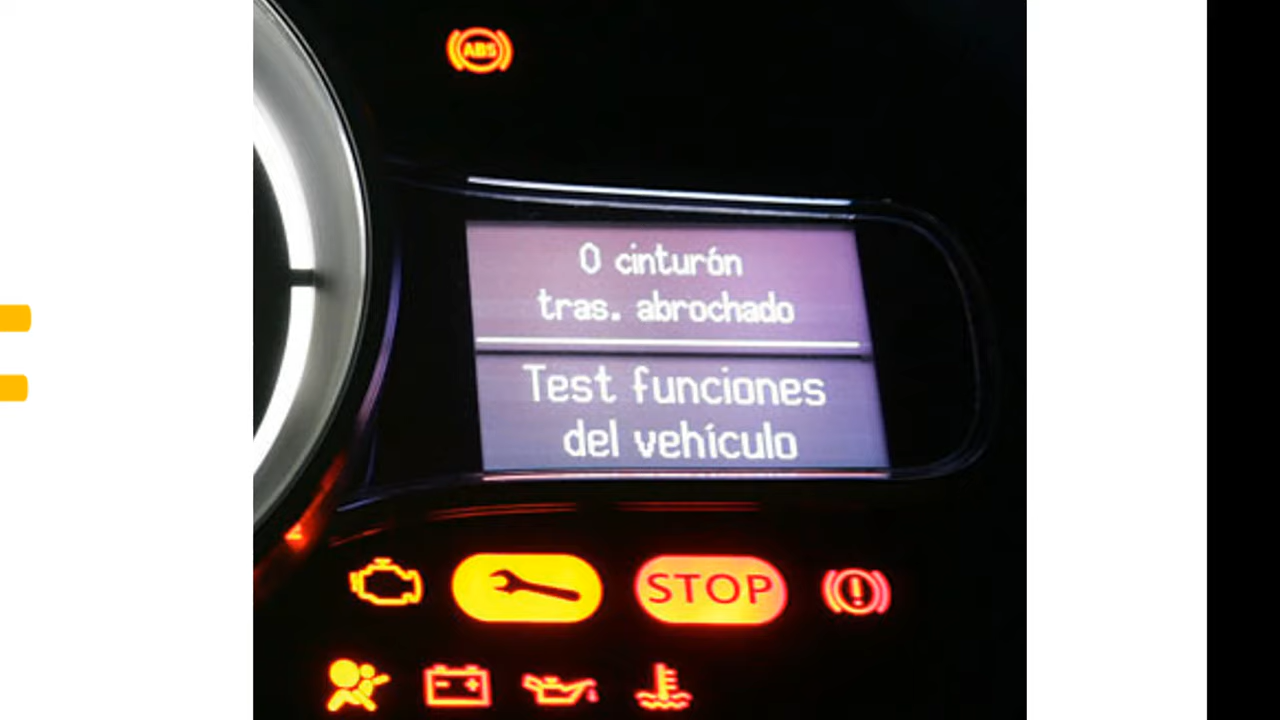 ABS
0 cinturón
tras. abrochado
Test funciones
del vehículo
STOP